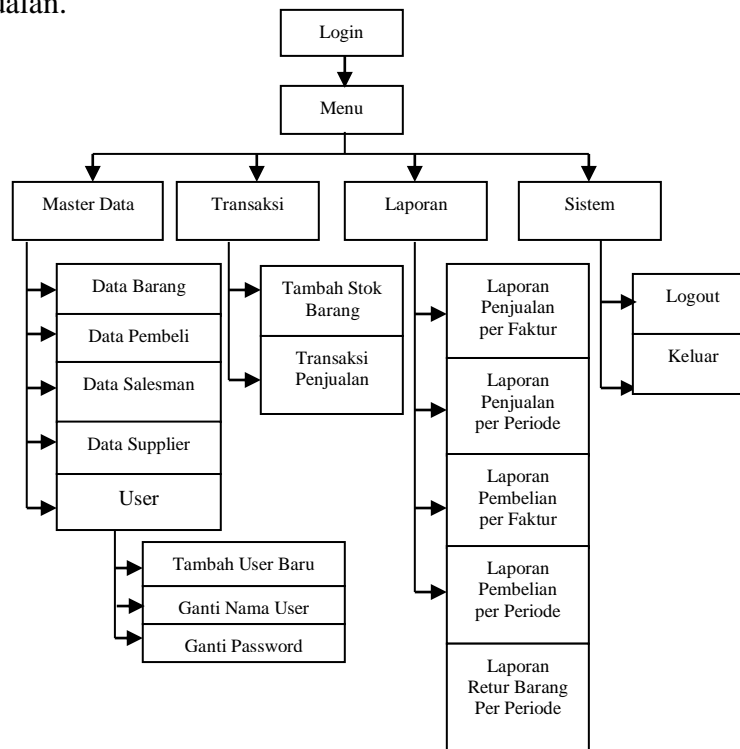 ualan.
Login
Menu
Master Data
Transaksi
Laporan
Sistem
Data Barang
Data Pembeli
Data Salesman
Data Supplier
User
Tambah User Baru
Ganti Nama User
Ganti Password
Tambah Stok
Barang
Transaksi
Penjualan
Laporan
Penjualan
per Faktur
Laporan
Penjualan
per Periode
Laporan
Pembelian
per Faktur
Laporan
Pembelian
per Periode
Laporan
Retur Barang
Per Periode
Logout
Keluar